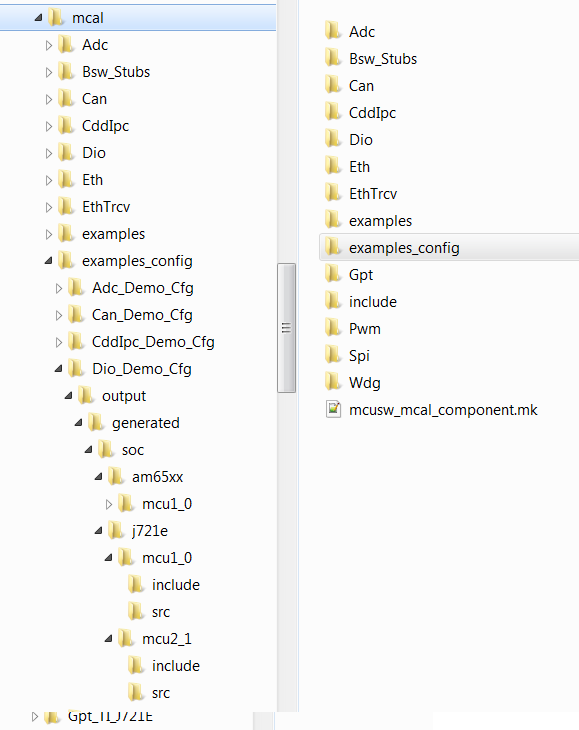 mcal
Adc
Bsw_Stubs
Can
CddIpc
Dio
Eth
EthTrcv
examples
examples_config
Adc_Demo_Cfg
Can_Demo_Cfg
CddIpc_Demo_Cfg
Dio_Demo_Cfg
output
generated
soc
am65xx
mcu1_0
j721e
mcu1_0
include
src
mcu2_1
include
src
Gpt_TI_J721E
Adc
Bsw_Stubs
Can
CddIpc
Dio
Eth
EthTrcv
examples
examples_config
Gpt
include
Pwm
Spi
Wdg
mcusw_mcal_component.mk